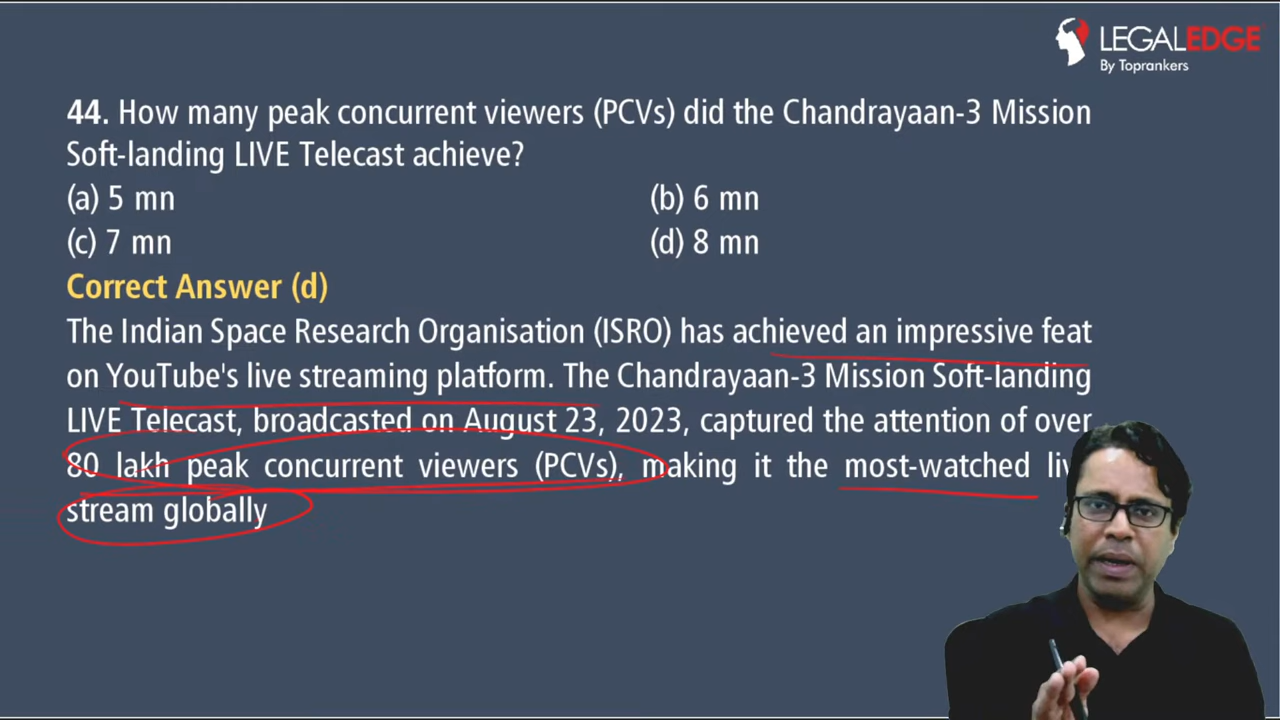 LEGALEDGE
By Toprankers
44. How many peak concurrent viewers (PCVs) did the Chandrayaan-3 Mission
Soft-landing LIVE Telecast achieve?
(a) 5 mn (b) 6 mn
(c) 7 mn (d) 8 mn
Correct Answer (d)
The Indian Space Research Organisation (ISRO) has achieved an impressive feat
on YouTube's live streaming platform. The Chandrayaan-3 Mission Soft-landing
LIVE Telecast, broadcasted on August 23, 2023, captured the attention of over
80 lakh peak concurrent viewers (PCVs), making it the most-watched
stream globally